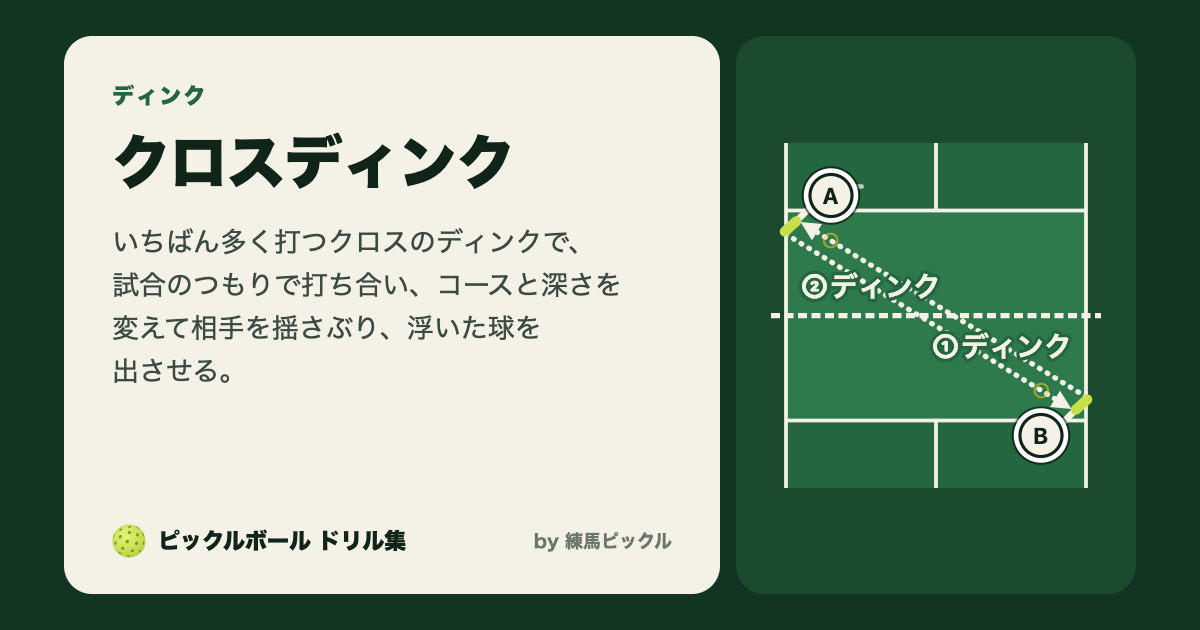 ディンク
クロスディンク
いちばん多く打つクロスのディンクで、
試合のつもりで打ち合い、コースと深さを
変えて相手を揺さぶり、浮いた球を
出させる。
ピックルボール ドリル集
by 練馬ピックル
A
②ディンク
①ディンク
B